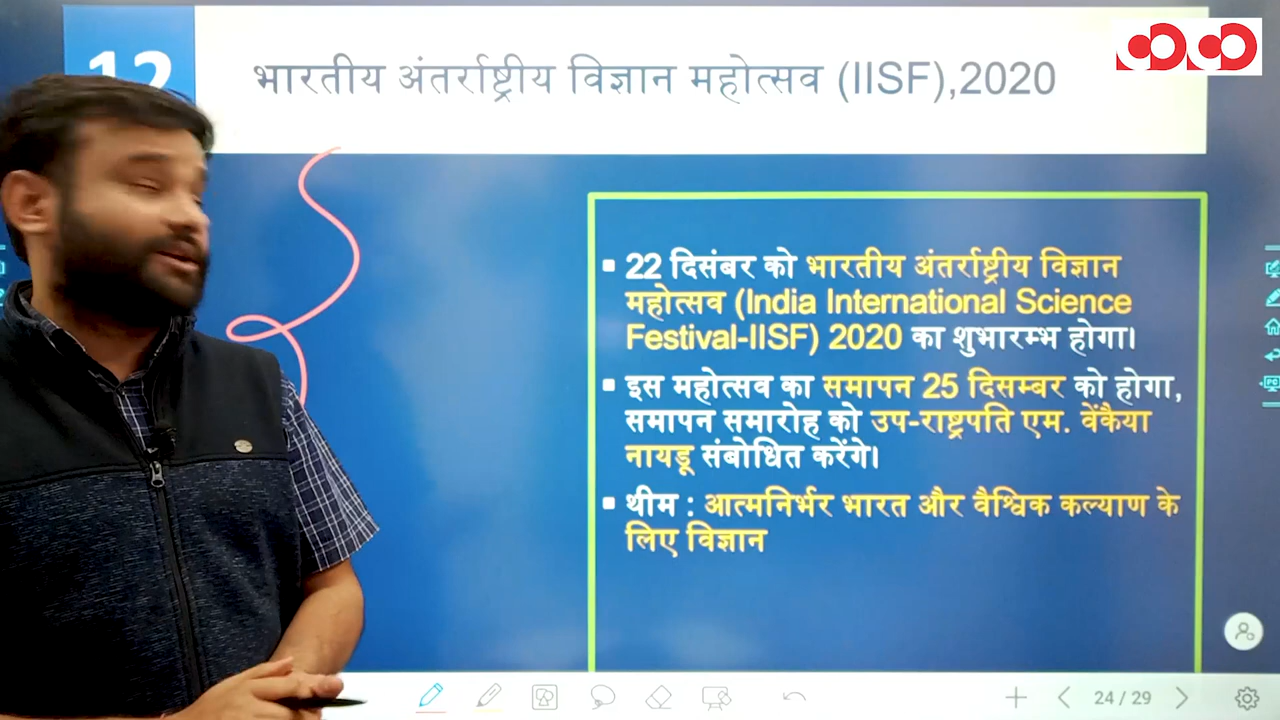 12
भारतीय अंतर्राष्ट्रीय विज्ञान महोत्सव (IISF),2020
▪ 22 दिसंबर को भारतीय अंतर्राष्ट्रीय विज्ञान
महोत्सव (India International Science
Festival-IISF) 2020 का शुभारम्भ होगा।
▪ इस महोत्सव का समापन 25 दिसम्बर को होगा,
समापन समारोह को उप-राष्ट्रपति एम. वेंकैया
नायडू संबोधित करेंगे।
▪ थीम : आत्मनिर्भर भारत और वैश्विक कल्याण के
लिए विज्ञान
24 / 29